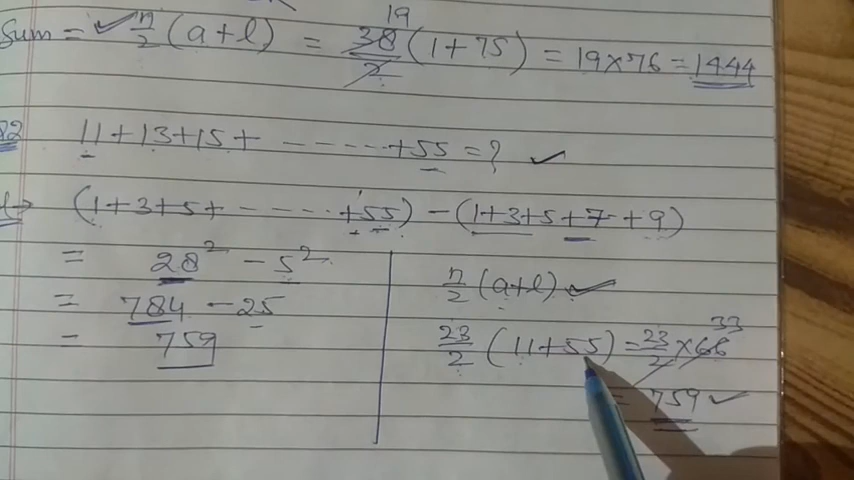 Sum = ✓ n/2 (a+l) = 38/2 (1+75) = 19×76 = 1444
19
82 11+13+15+ - - - - - +55 = ? ✓
→ (1+3+5+ - - - - - +55) - (1+3+5+7+9)
= 28² - 5²
= 784 - 25
= 759
n/2 (a+l) ✓
23/2 (11+55) = 23/2 × 66 33
= 759 ✓